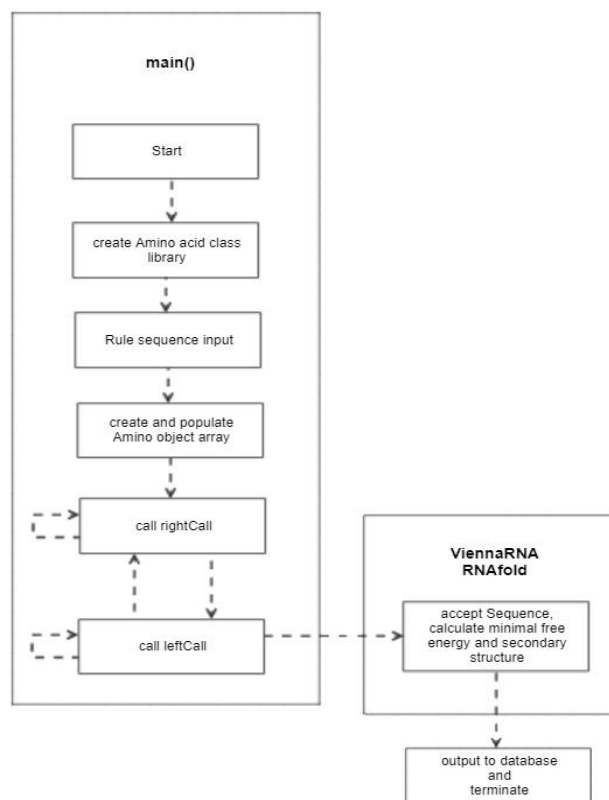 main()
Start
create Amino acid class
library
Rule sequence input
create and populate
Amino object array
call rightCall
call leftCall
ViennaRNA
RNAfold
accept Sequence,
calculate minimal free
energy and secondary
structure
output to database
and
terminate